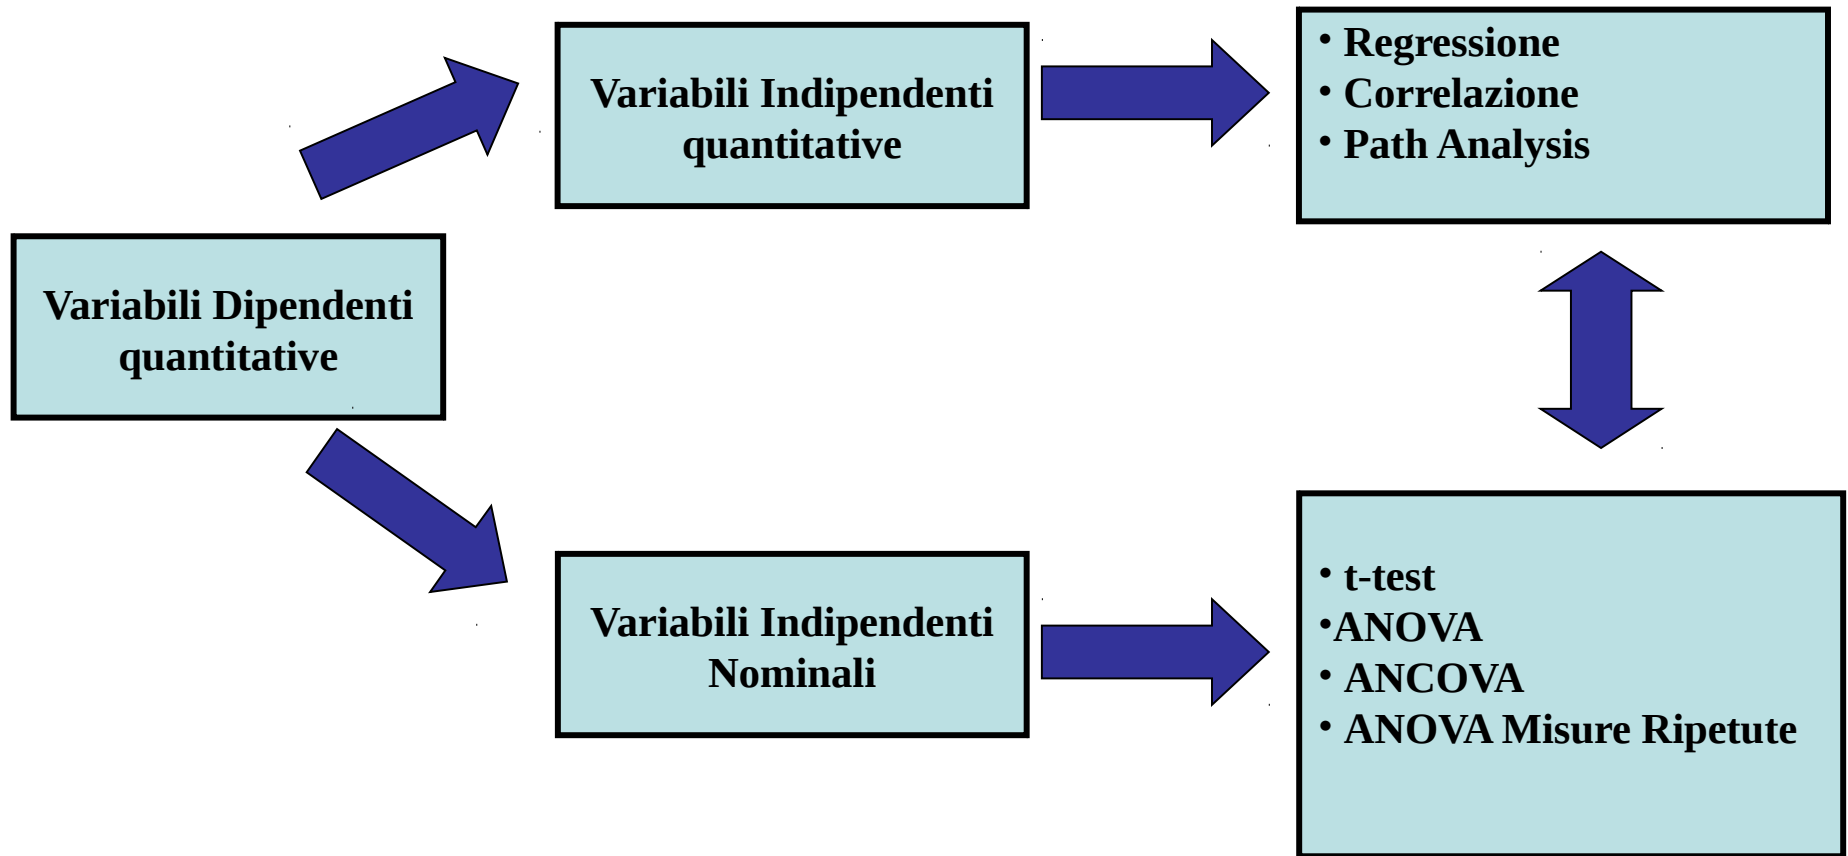 Variabili Dipendenti
quantitative
Variabili Indipendenti
quantitative
• Regressione
• Correlazione
• Path Analysis
Variabili Indipendenti
Nominali
• t-test
•ANOVA
• ANCOVA
• ANOVA Misure Ripetute